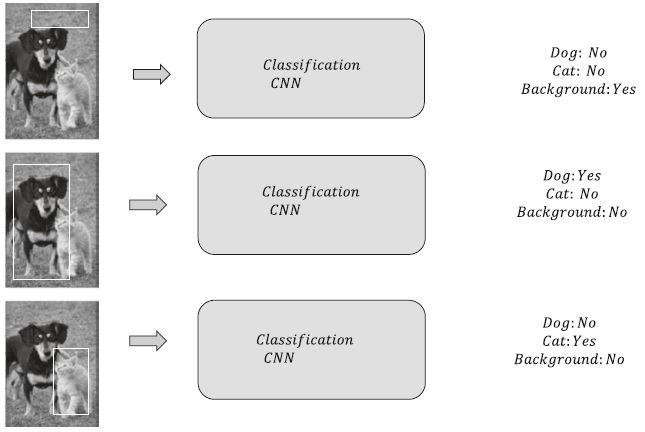 Classification
CNN
Dog: No
Cat: No
Background:Yes
Classification
CNN
Dog:Yes
Cat: No
Background:No
Classification
CNN
Dog:No
Cat:Yes
Background:No